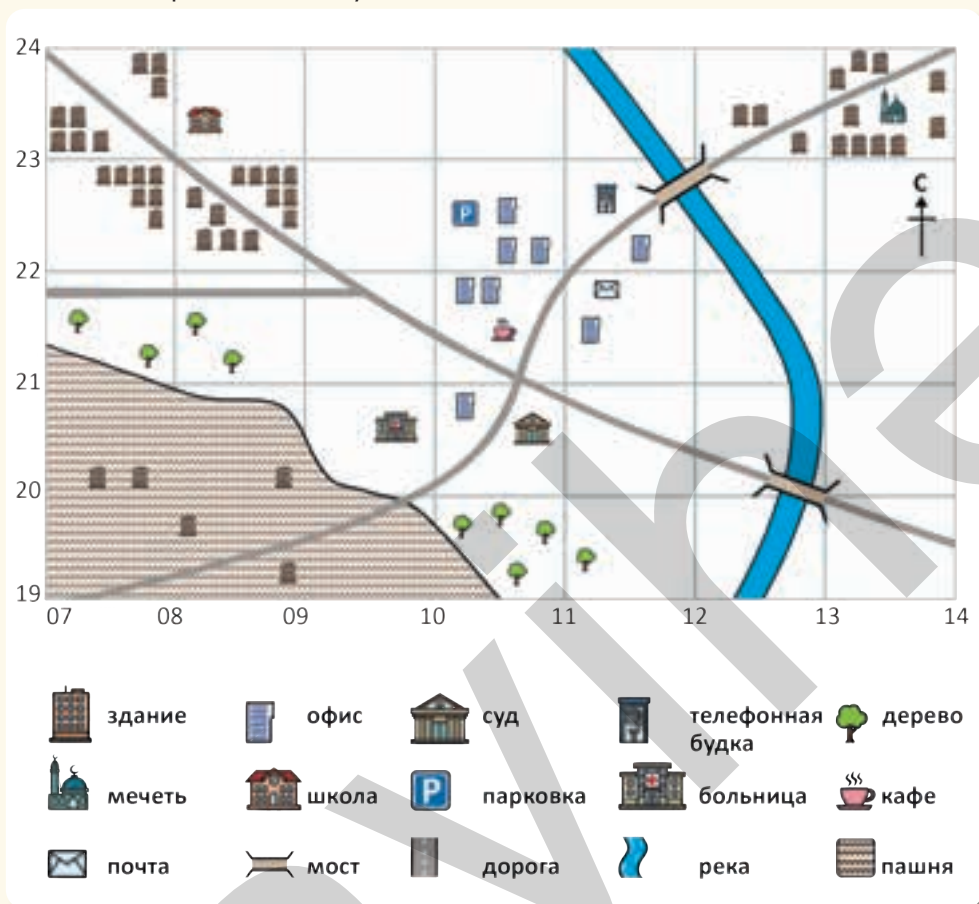 24
23
С
22
21
20
19
07 08 09 10 11 12 13 14
P
здание офис суд телефонная будка дерево
мечеть школа P парковка больница кафе
почта мост дорога река пашня